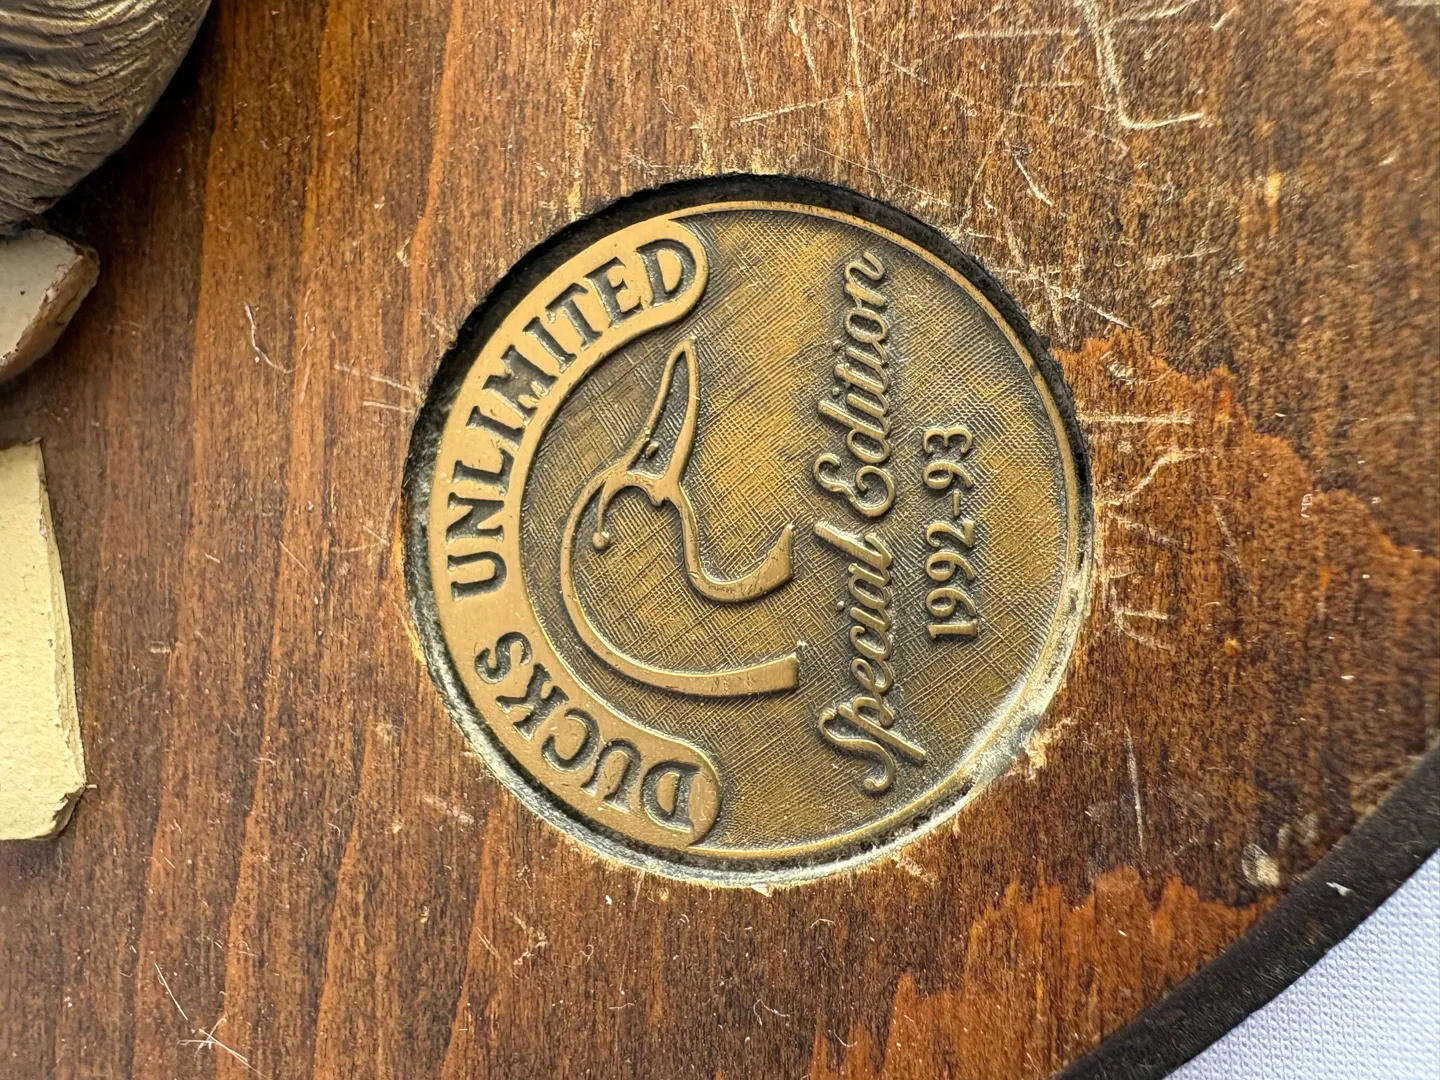 DUCKS UNLIMITED
Special Edition
1992-93